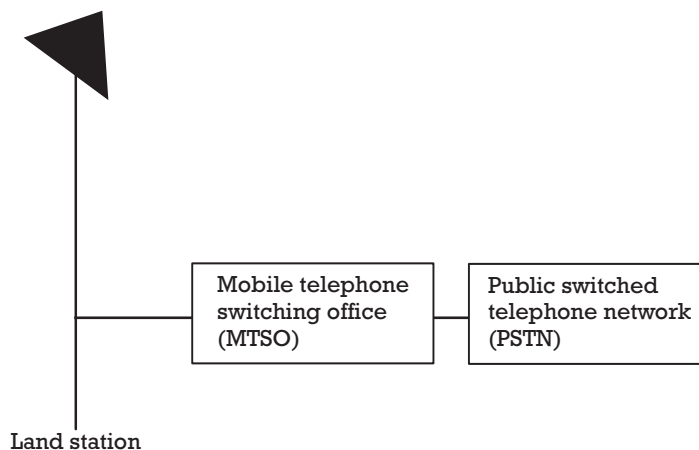 Mobile telephone
switching office
(MTSO)
Public switched
telephone network
(PSTN)
Land station